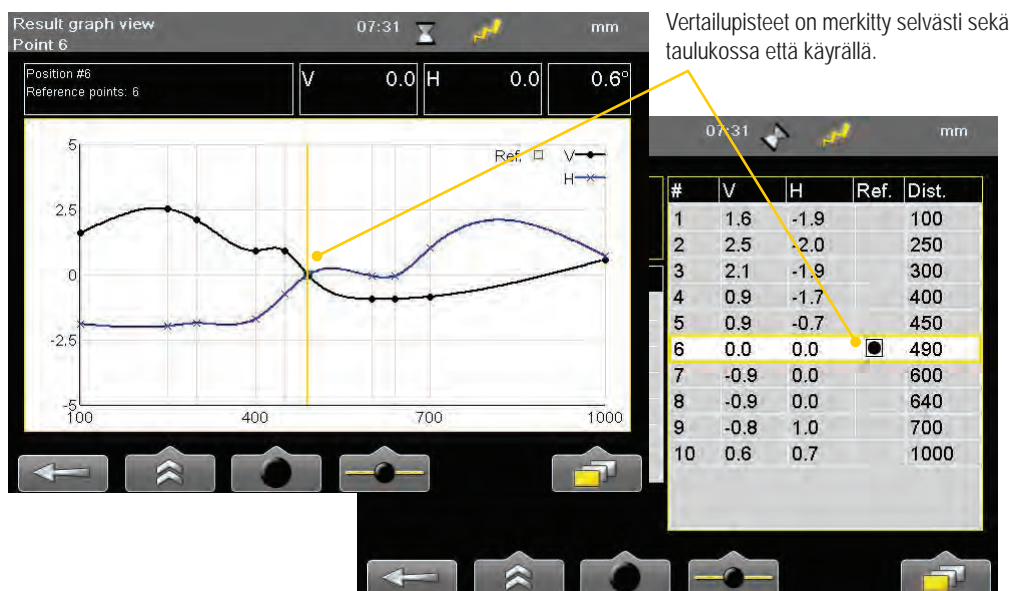 Result graph view
Point 6
07:31
mm
Position #6
Reference points: 6
V 0.0 H 0.0 0.6°
Ref. V
H
5
2.5
0
-2.5
-5
100 400 700 1000
Vertailupisteet on merkitty selvästi sekä
taulukossa että käyrällä.
07:31 mm
# V H Ref. Dist.
1 1.6 -1.9 100
2 2.5 -2.0 250
3 2.1 -1.9 300
4 0.9 -1.7 400
5 0.9 -0.7 450
6 0.0 0.0 490
7 -0.9 0.0 600
8 -0.9 0.0 640
9 -0.8 1.0 700
10 0.6 0.7 1000